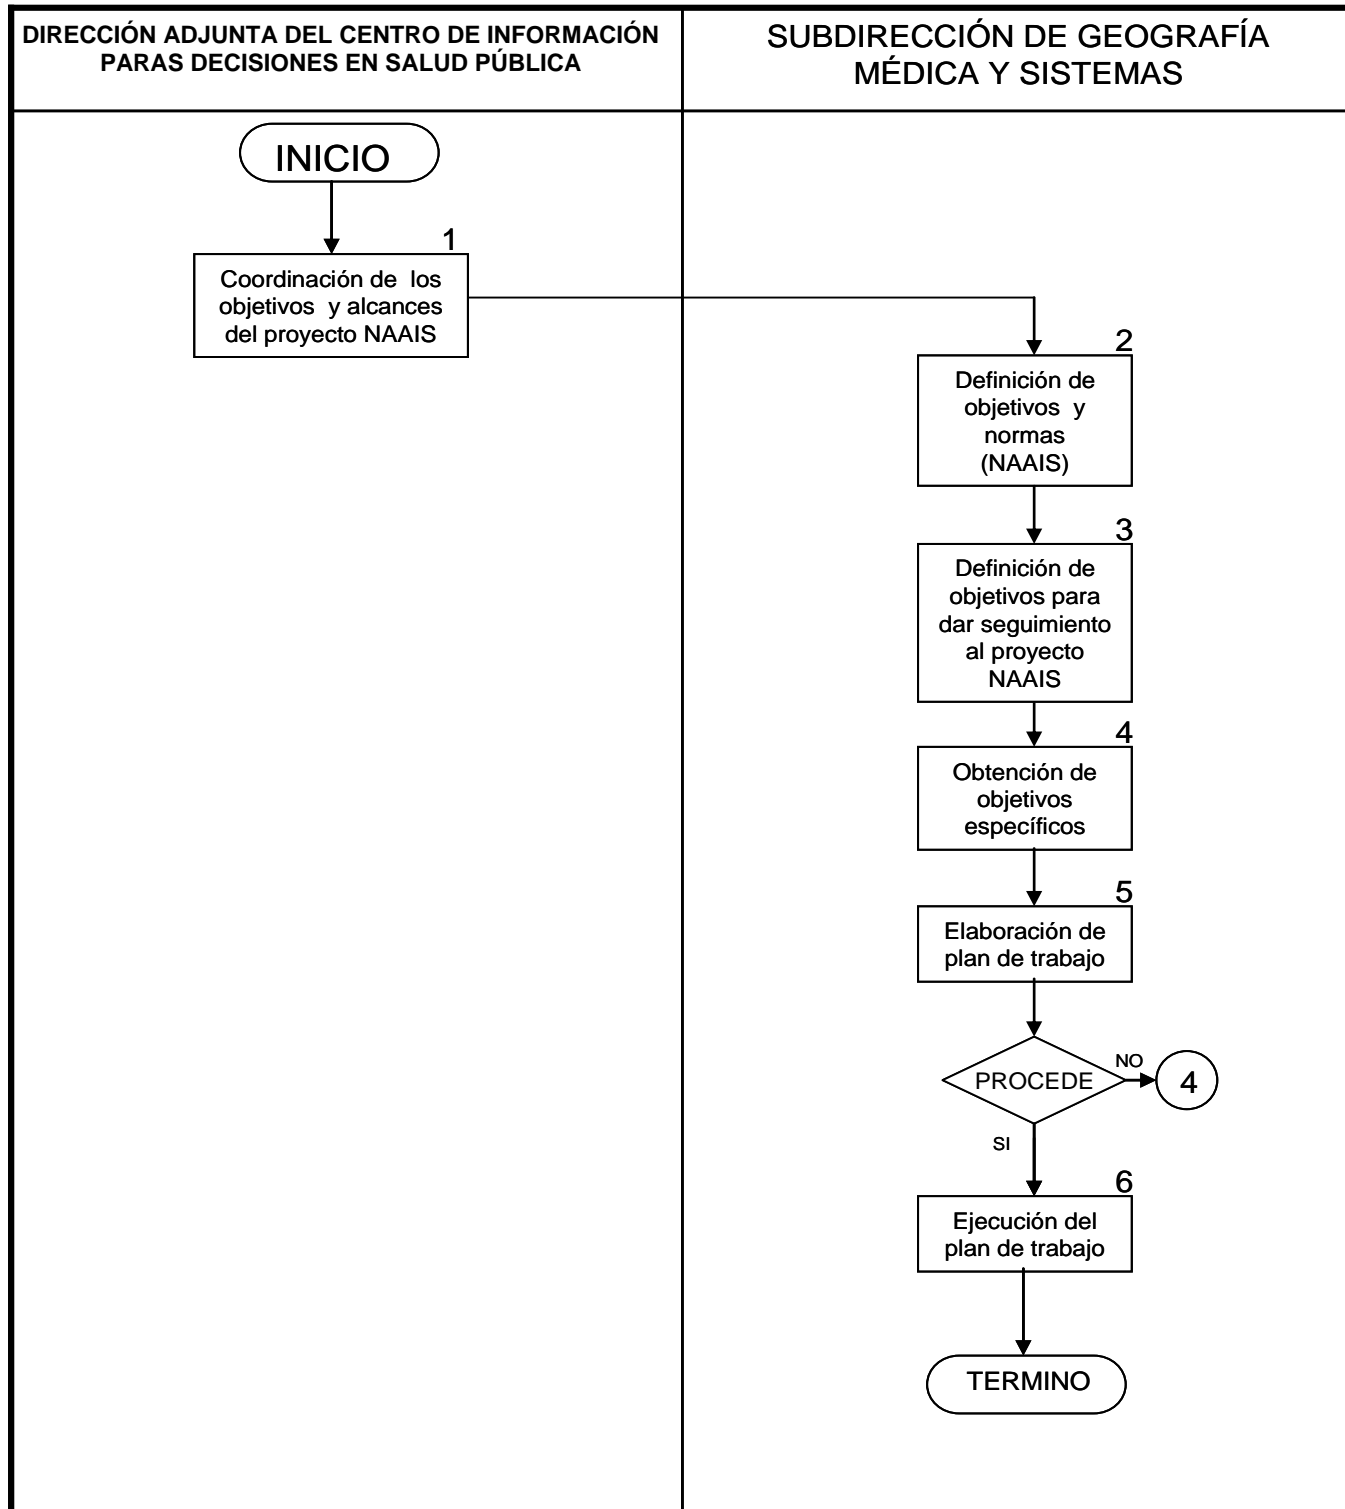 DIRECCIÓN ADJUNTA DEL CENTRO DE INFORMACIÓN
PARAS DECISIONES EN SALUD PÚBLICA
SUBDIRECCIÓN DE GEOGRAFÍA
MÉDICA Y SISTEMAS
INICIO
1
Coordinación de los
objetivos y alcances
del proyecto NAAIS
2
Definición de
objetivos y
normas
(NAAIS)
3
Definición de
objetivos para
dar seguimiento
al proyecto
NAAIS
4
Obtención de
objetivos
específicos
5
Elaboración de
plan de trabajo
PROCEDE
NO
4
SI
6
Ejecución del
plan de trabajo
TERMINO